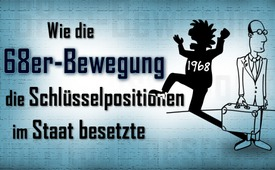 Wie die
68er-Bewegung
die Schlüsselpositionen
im Staat besetzte
1968